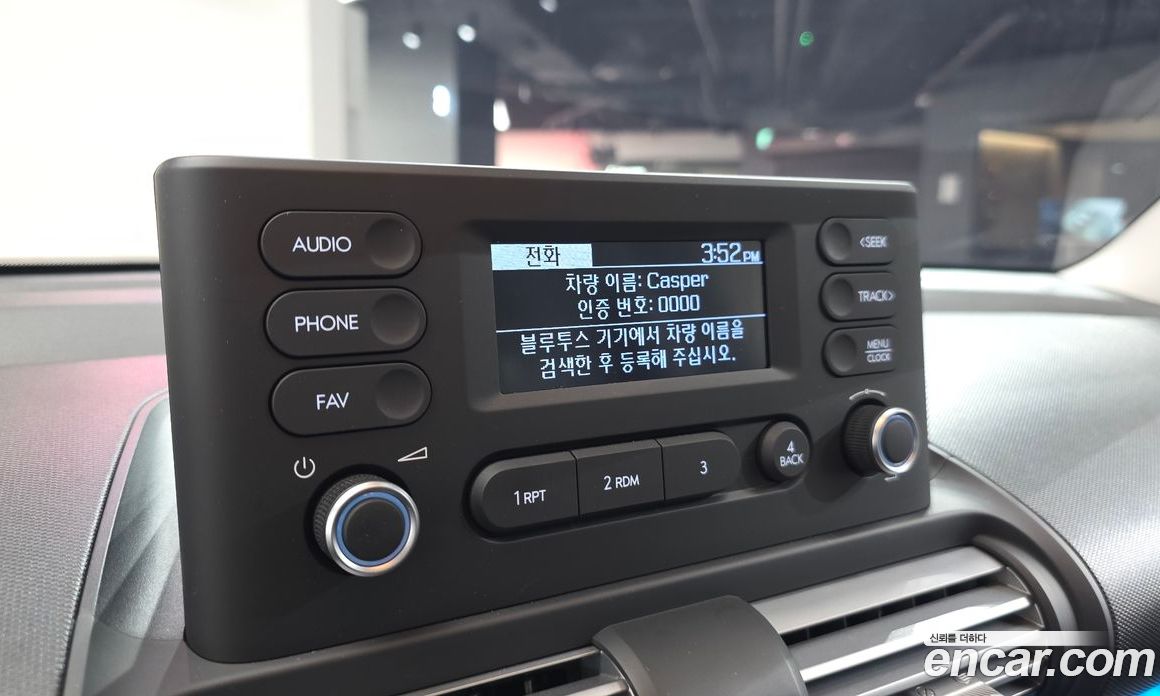 AUDIO
PHONE
FAV
전화 3:52 PM
차량 이름: Casper
인증 번호: 0000
블루투스 기기에서 차량 이름을
검색한 후 등록해 주십시오.
<SEEK
TRACK>
MENU
CLOCK
1 RPT
2 RDM
3
4
BACK
신뢰를 더하다
encar.com